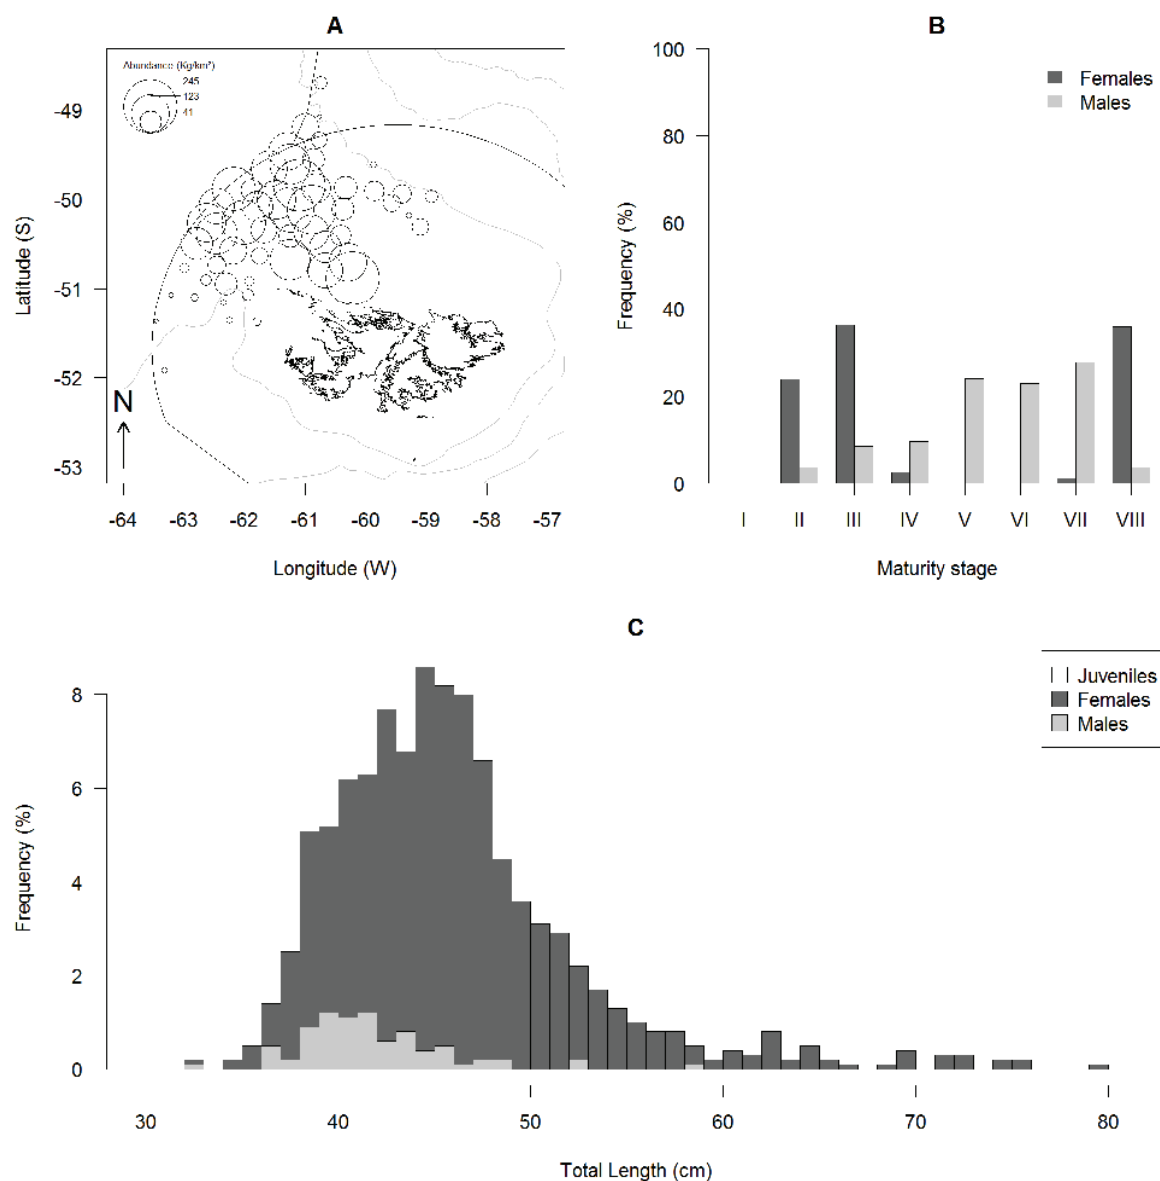 A
Abundance (Kg/km²)
245
123
41
-49
-50
-51
-52
-53
Latitude (S)
N
-64 -63 -62 -61 -60 -59 -58 -57
Longitude (W)
B
100
80
60
40
20
0
Frequency (%)
Females
Males
I II III IV V VI VII VIII
Maturity stage
C
8
6
4
2
0
Frequency (%)
Juveniles
Females
Males
30 40 50 60 70 80
Total Length (cm)